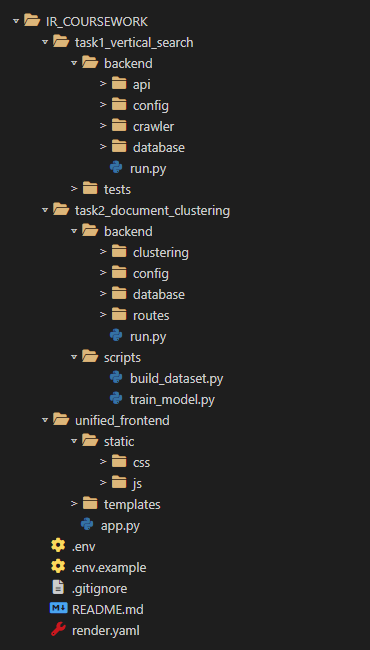 IR_COURSEWORK
task1_vertical_search
backend
api
config
crawler
database
run.py
tests
task2_document_clustering
backend
clustering
config
database
routes
run.py
scripts
build_dataset.py
train_model.py
unified_frontend
static
css
js
templates
app.py
.env
.env.example
.gitignore
README.md
render.yaml